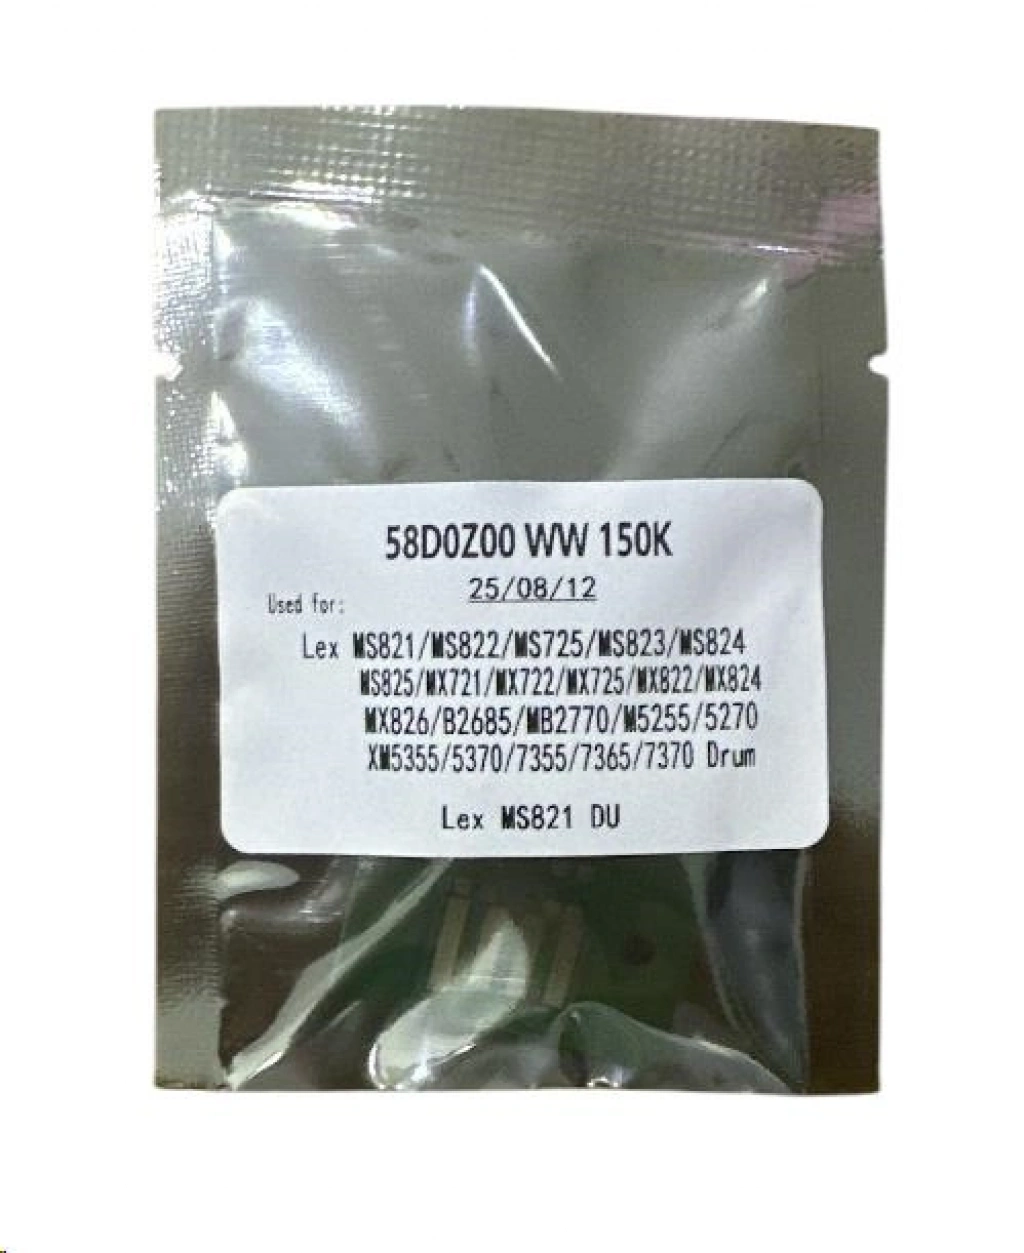 58D0Z00 WW 150K
25/08/12
Used for:
Lex MS821/MS822/MS725/MS823/MS824
MS825/MX721/MX722/MX725/MX822/MX824
MX826/B2685/MB2770/M5255/5270
XM5355/5370/7355/7365/7370 Drum
Lex MS821 DU